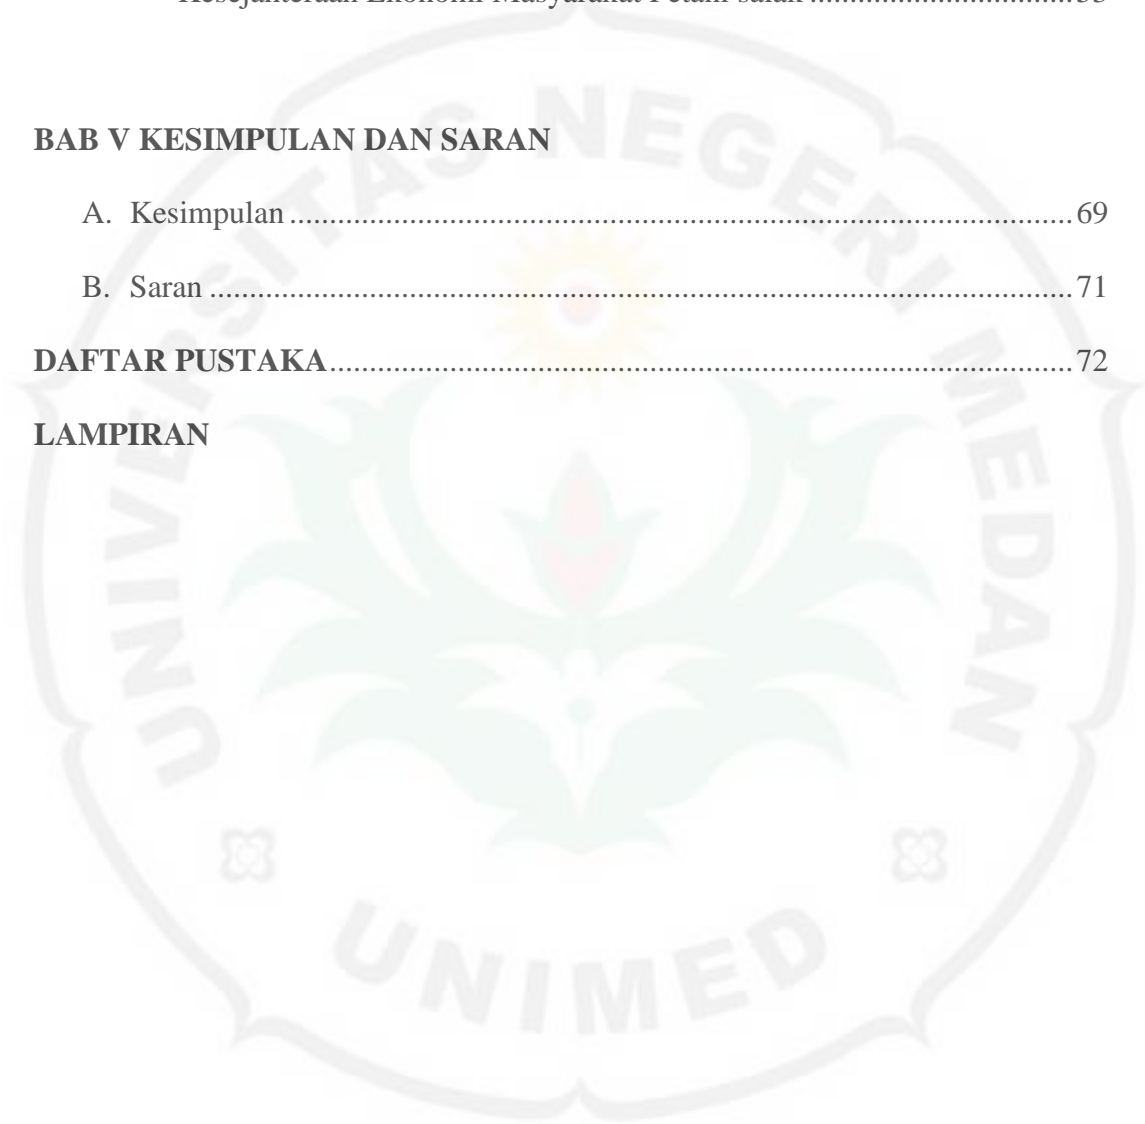 Kesejahteraan Ekonomi Masyarakat Petani salak ................................. 55
BAB V KESIMPULAN DAN SARAN
A. Kesimpulan ................................................................................................ 69
B. Saran .......................................................................................................... 71
DAFTAR PUSTAKA ........................................................................................... 72
LAMPIRAN
UNIVERSITAS NEGERI MEDAN
UNIMED